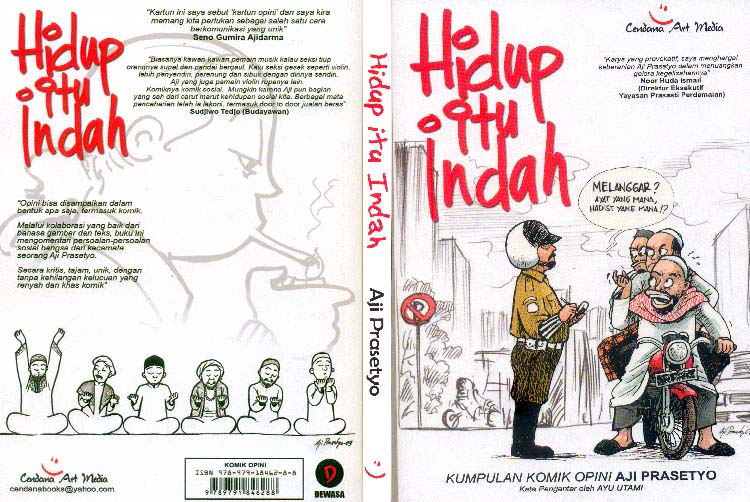 "Kartun ini saya sebut 'kartun opini' dan saya kira
memang kita perlukan sebagai salah satu cara
berkomunikasi yang unik"
Seno Gumira Ajidarma
Hidup
itu
Indah
"Biasanya kawan kawan pemain musik kalau seksi tiup
orangnya supel dan pandai bergaul. Kalu seksi gesek seperti violin,
lebih penyendiri, perenung dan sibuk dengan dirinya sendiri.
Aji yang juga pemain violin rupanya lain.
Komiknya komik sosial. Mungkin karena Aji pun bagian
yang sah dari carut marut kehidupan sosial kita. Berbagai mata
pencaharian telah ia lakoni, termasuk door to door jualan beras"
Sudjiwo Tedjo (Budayawan)
"Opini bisa disampaikan dalam
bentuk apa saja, termasuk komik.
Melalui kolaborasi yang baik dari
bahasa gambar dan teks, buku ini
mengomentari persoalan-persoalan
sosial bangsa dari kacamata
seorang Aji Prasetyo.
Secara kritis, tajam, unik, dengan
tanpa kehilangan kelucuan yang
renyah dan khas komik"
Cendana Art Media
cendanabooks@yahoo.com
KOMIK OPINI
ISBN 978-979-18462-8-8
9 789791 846288
D
DEWASA
Hidup itu Indah
Aji Prasetyo
Cendana Art Media
Hidup
itu
Indah
"Karya yang provokatif, saya menghargai
keberanian Aji Prasetyo dalam menuangkan
gelora kegelisahannya"
Noor Huda Ismail
(Direktur Eksekutif
Yayasan Prasasti Perdamaian)
MELANGGAR?
AYAT YANG MANA,
HADIST YANG MANA!?
P
KUMPULAN KOMIK OPINI AJI PRASETYO
Kata Pengantar oleh AYU UTAMI